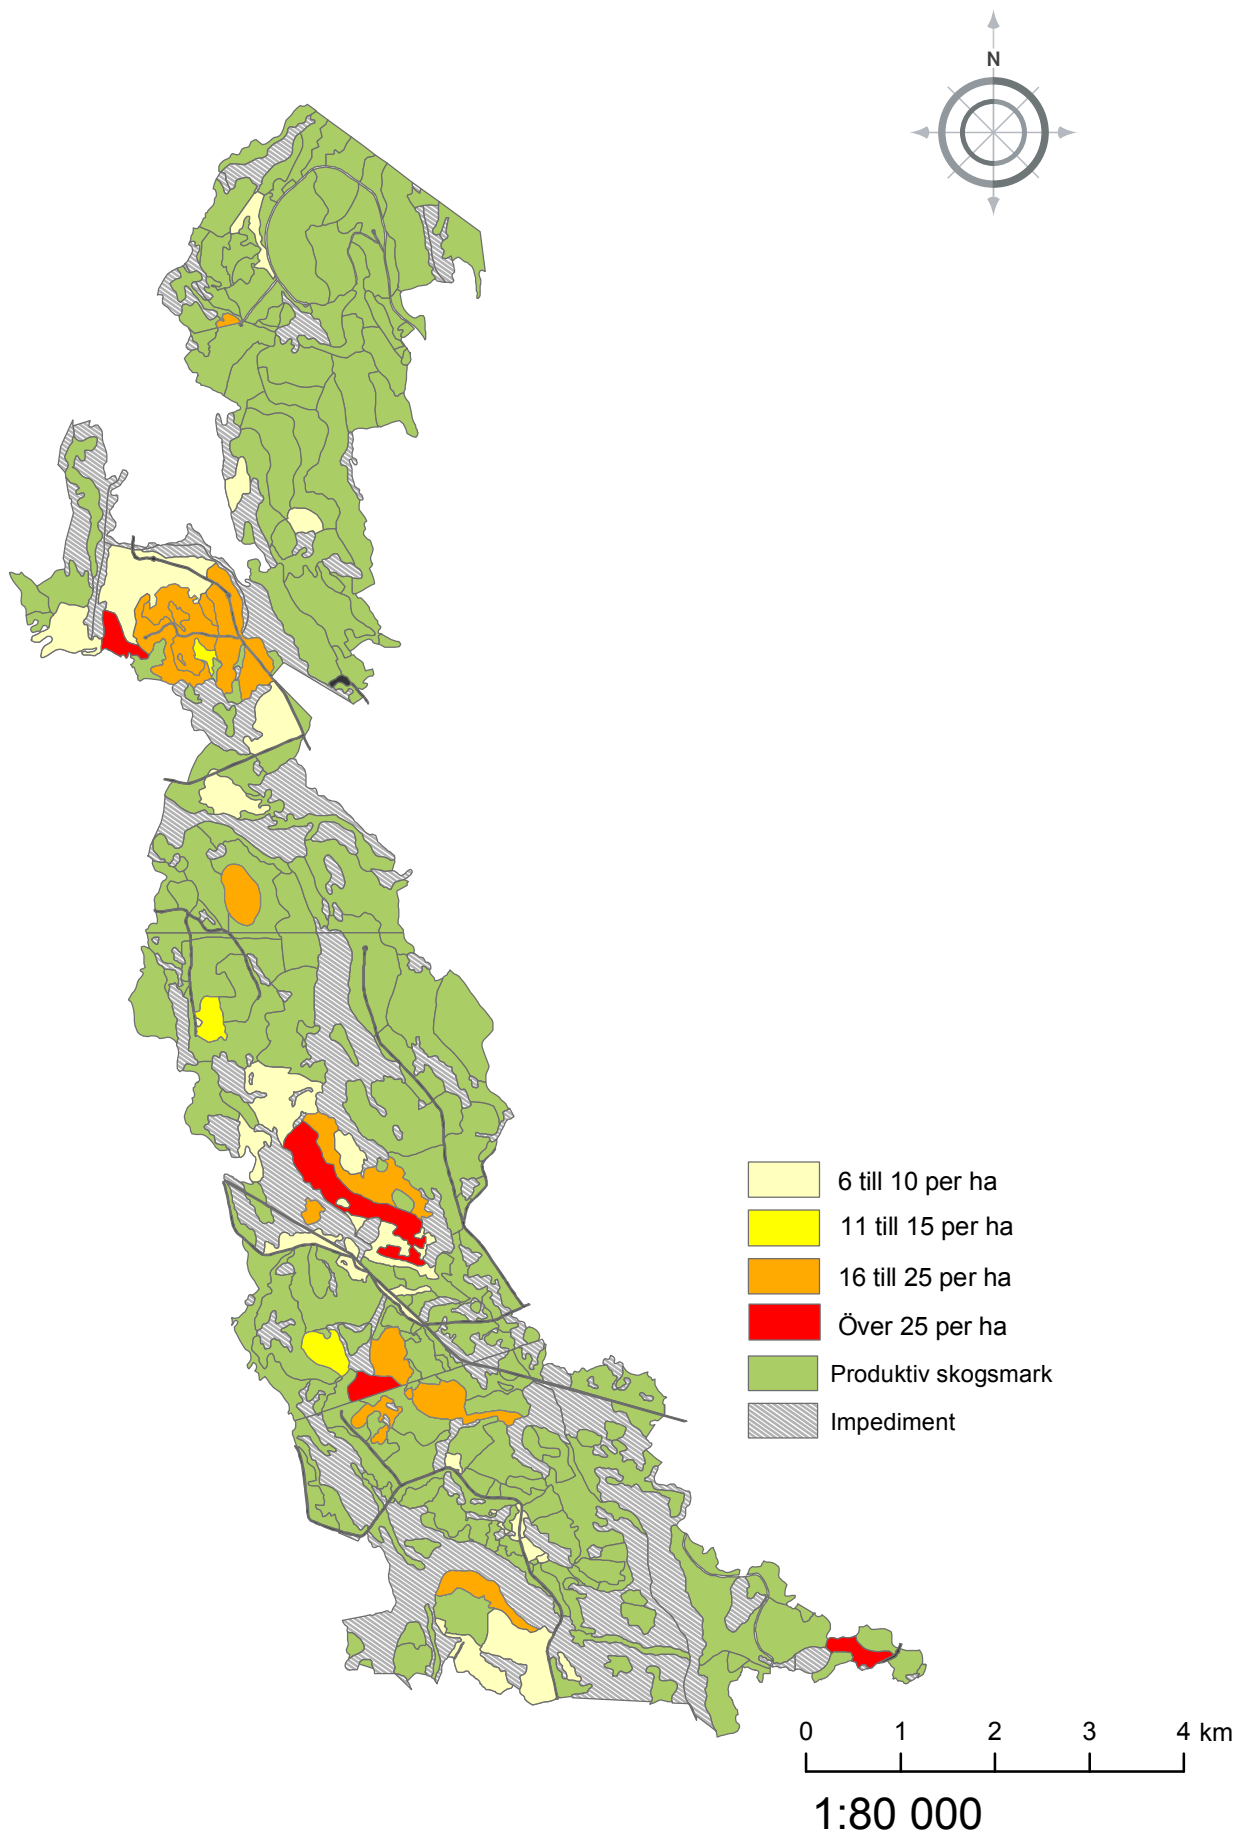 N
6 till 10 per ha
11 till 15 per ha
16 till 25 per ha
Över 25 per ha
Produktiv skogsmark
Impediment
0 1 2 3 4 km
1:80 000